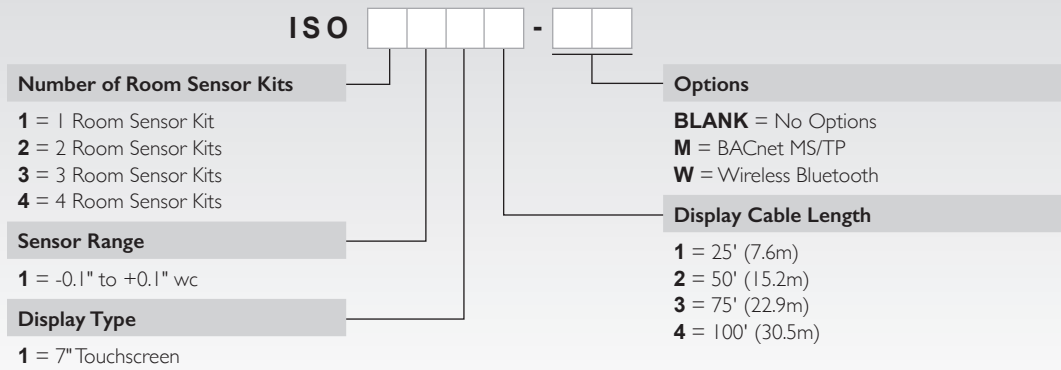 ISO -
Number of Room Sensor Kits
1 = 1 Room Sensor Kit
2 = 2 Room Sensor Kits
3 = 3 Room Sensor Kits
4 = 4 Room Sensor Kits
Sensor Range
1 = -0.1" to +0.1" wc
Display Type
1 = 7" Touchscreen
Options
BLANK = No Options
M = BACnet MS/TP
W = Wireless Bluetooth
Display Cable Length
1 = 25' (7.6m)
2 = 50' (15.2m)
3 = 75' (22.9m)
4 = 100' (30.5m)